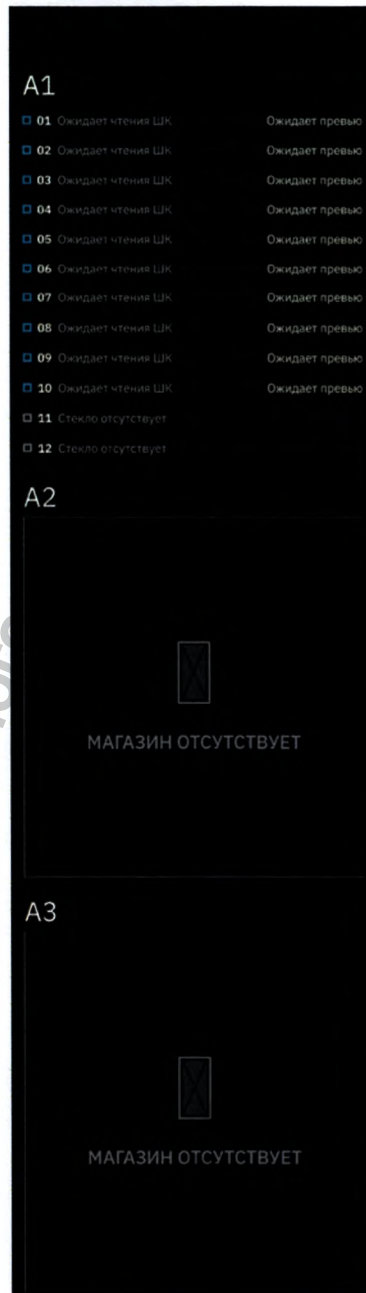 A1
01 Ожидает чтения ШК Ожидает превью
02 Ожидает чтения ШК Ожидает превью
03 Ожидает чтения ШК Ожидает превью
04 Ожидает чтения ШК Ожидает превью
05 Ожидает чтения ШК Ожидает превью
06 Ожидает чтения ШК Ожидает превью
07 Ожидает чтения ШК Ожидает превью
08 Ожидает чтения ШК Ожидает превью
09 Ожидает чтения ШК Ожидает превью
10 Ожидает чтения ШК Ожидает превью
11 Стекло отсутствует
12 Стекло отсутствует
A2
МАГАЗИН ОТСУТСТВУЕТ
A3
МАГАЗИН ОТСУТСТВУЕТ